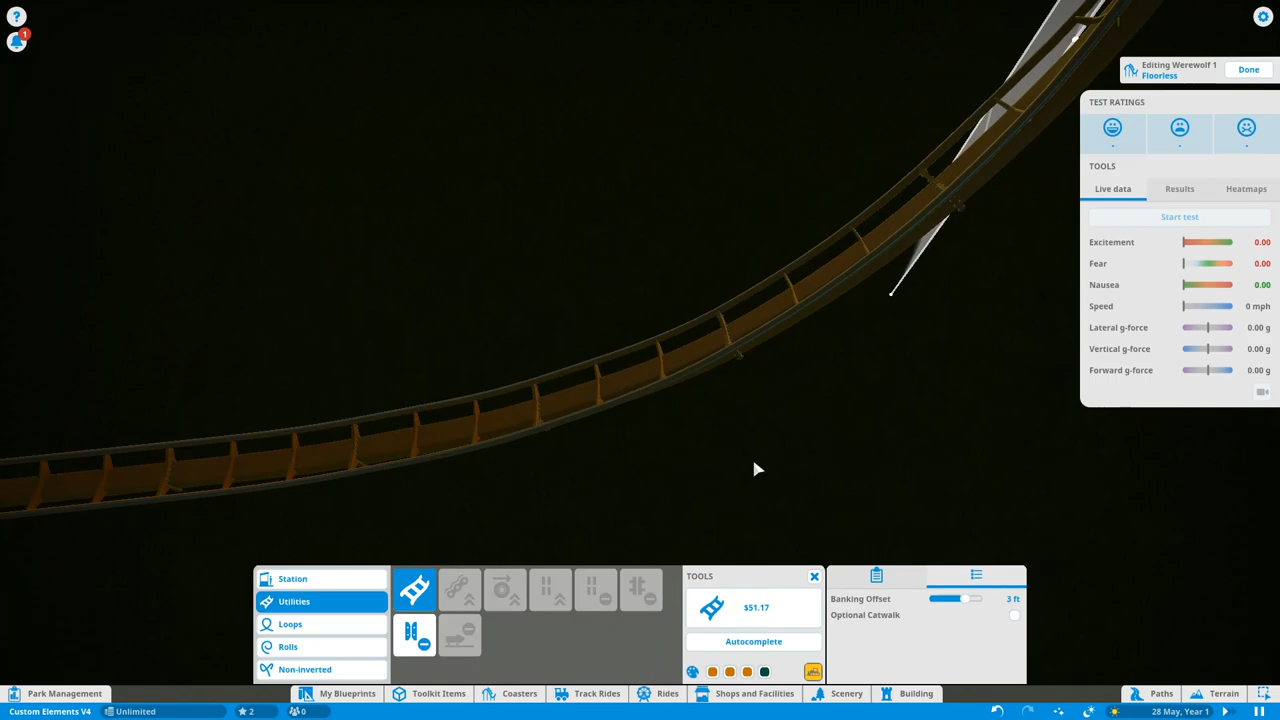 ?
1
Editing Werewolf 1
Floorless
Done
TEST RATINGS
- - -
TOOLS
Live data Results Heatmaps
Start test
Excitement 0.00
Fear 0.00
Nausea 0.00
Speed 0 mph
Lateral g-force 0.00 g
Vertical g-force 0.00 g
Forward g-force 0.00 g
Station
Utilities
Loops
Rolls
Non-inverted
TOOLS
$51.17
Autocomplete
Banking Offset 3 ft
Optional Catwalk
Park Management My Blueprints Toolkit Items Coasters Track Rides Rides Shops and Facilities Scenery Building Paths Terrain
Custom Elements V4 Unlimited 2 0 28 May, Year 1